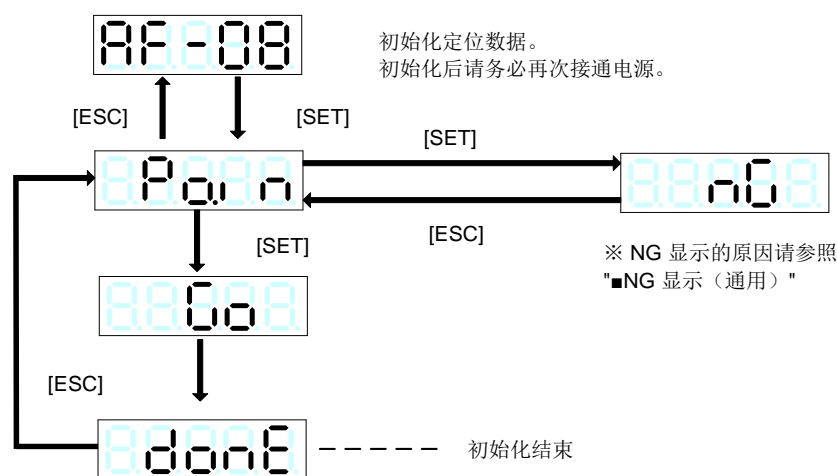 AF-08
初始化定位数据。
初始化后请务必再次接通电源。
[ESC]
[SET]
[SET]
Po.i n
nG
[ESC]
[SET]
※ NG 显示的原因请参照
"■NG 显示（通用）"
Go
[ESC]
donE
初始化结束